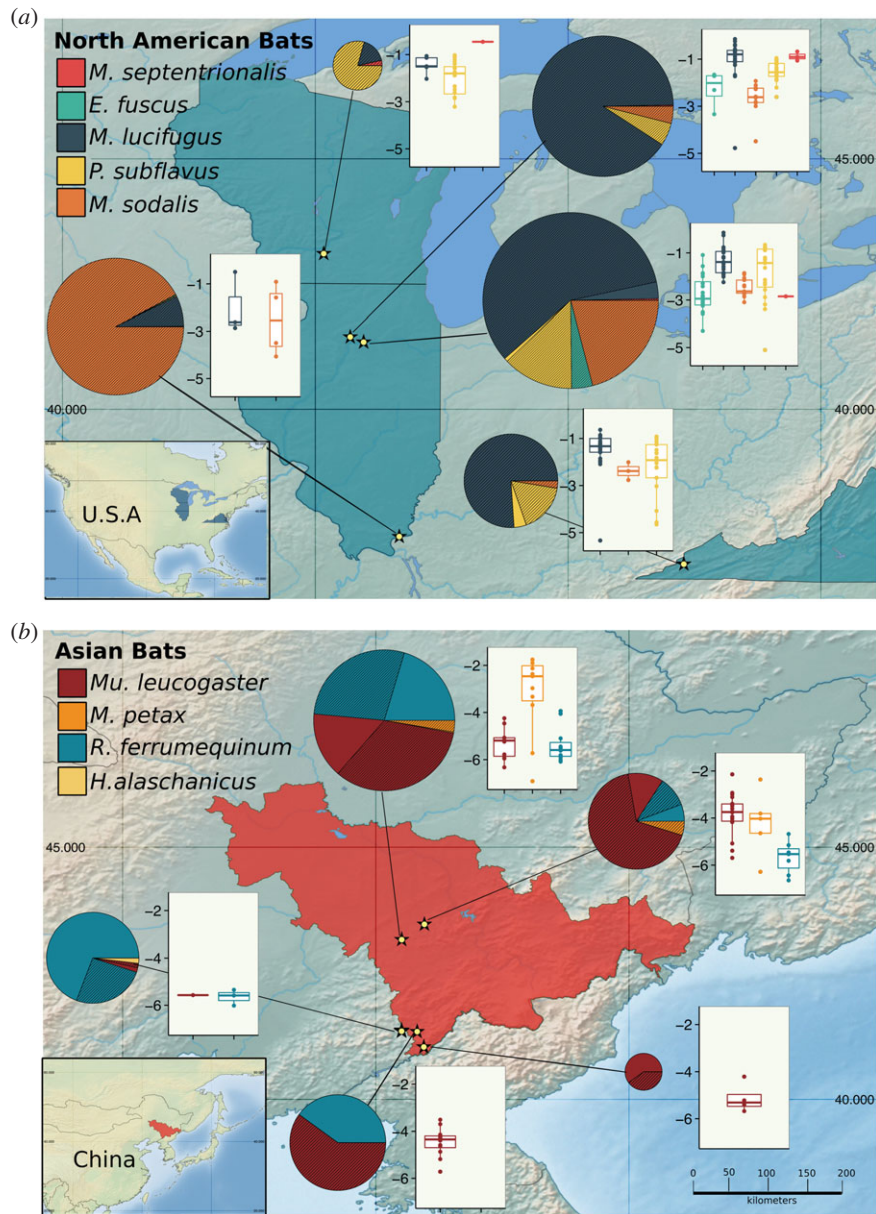 (a)
North American Bats
M. septentrionalis
E. fuscus
M. lucifugus
P. subflavus
M. sodalis
-1
-3
-5
-1
-3
-5
45.000
45.000
-1
-3
-5
-1
-3
-5
40.000
40.000
-1
-3
-5
U.S.A
(b)
Asian Bats
Mu. leucogaster
M. petax
R. ferrumequinum
H.alaschanicus
-2
-4
-6
-2
-4
-6
45.000
45.000
-2
-4
-6
-2
-4
-6
40.000
-2
-4
-6
China
0 50 100 150 200
kilometers